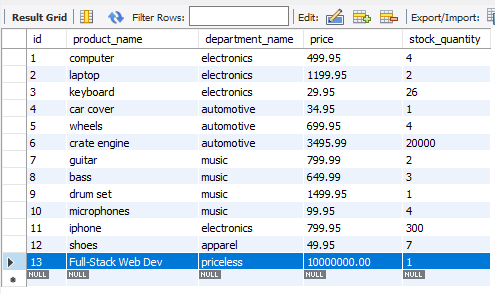 Result Grid Filter Rows: Edit: Export/Import:
id product_name department_name price stock_quantity
1 computer electronics 499.95 4
2 laptop electronics 1199.95 2
3 keyboard electronics 29.95 26
4 car cover automotive 34.95 1
5 wheels automotive 699.95 4
6 crate engine automotive 3495.99 20000
7 guitar music 799.99 2
8 bass music 649.99 3
9 drum set music 1499.95 1
10 microphones music 99.95 4
11 iphone electronics 799.95 300
12 shoes apparel 49.95 7
13 Full-Stack Web Dev priceless 10000000.00 1
NULL NULL NULL NULL NULL